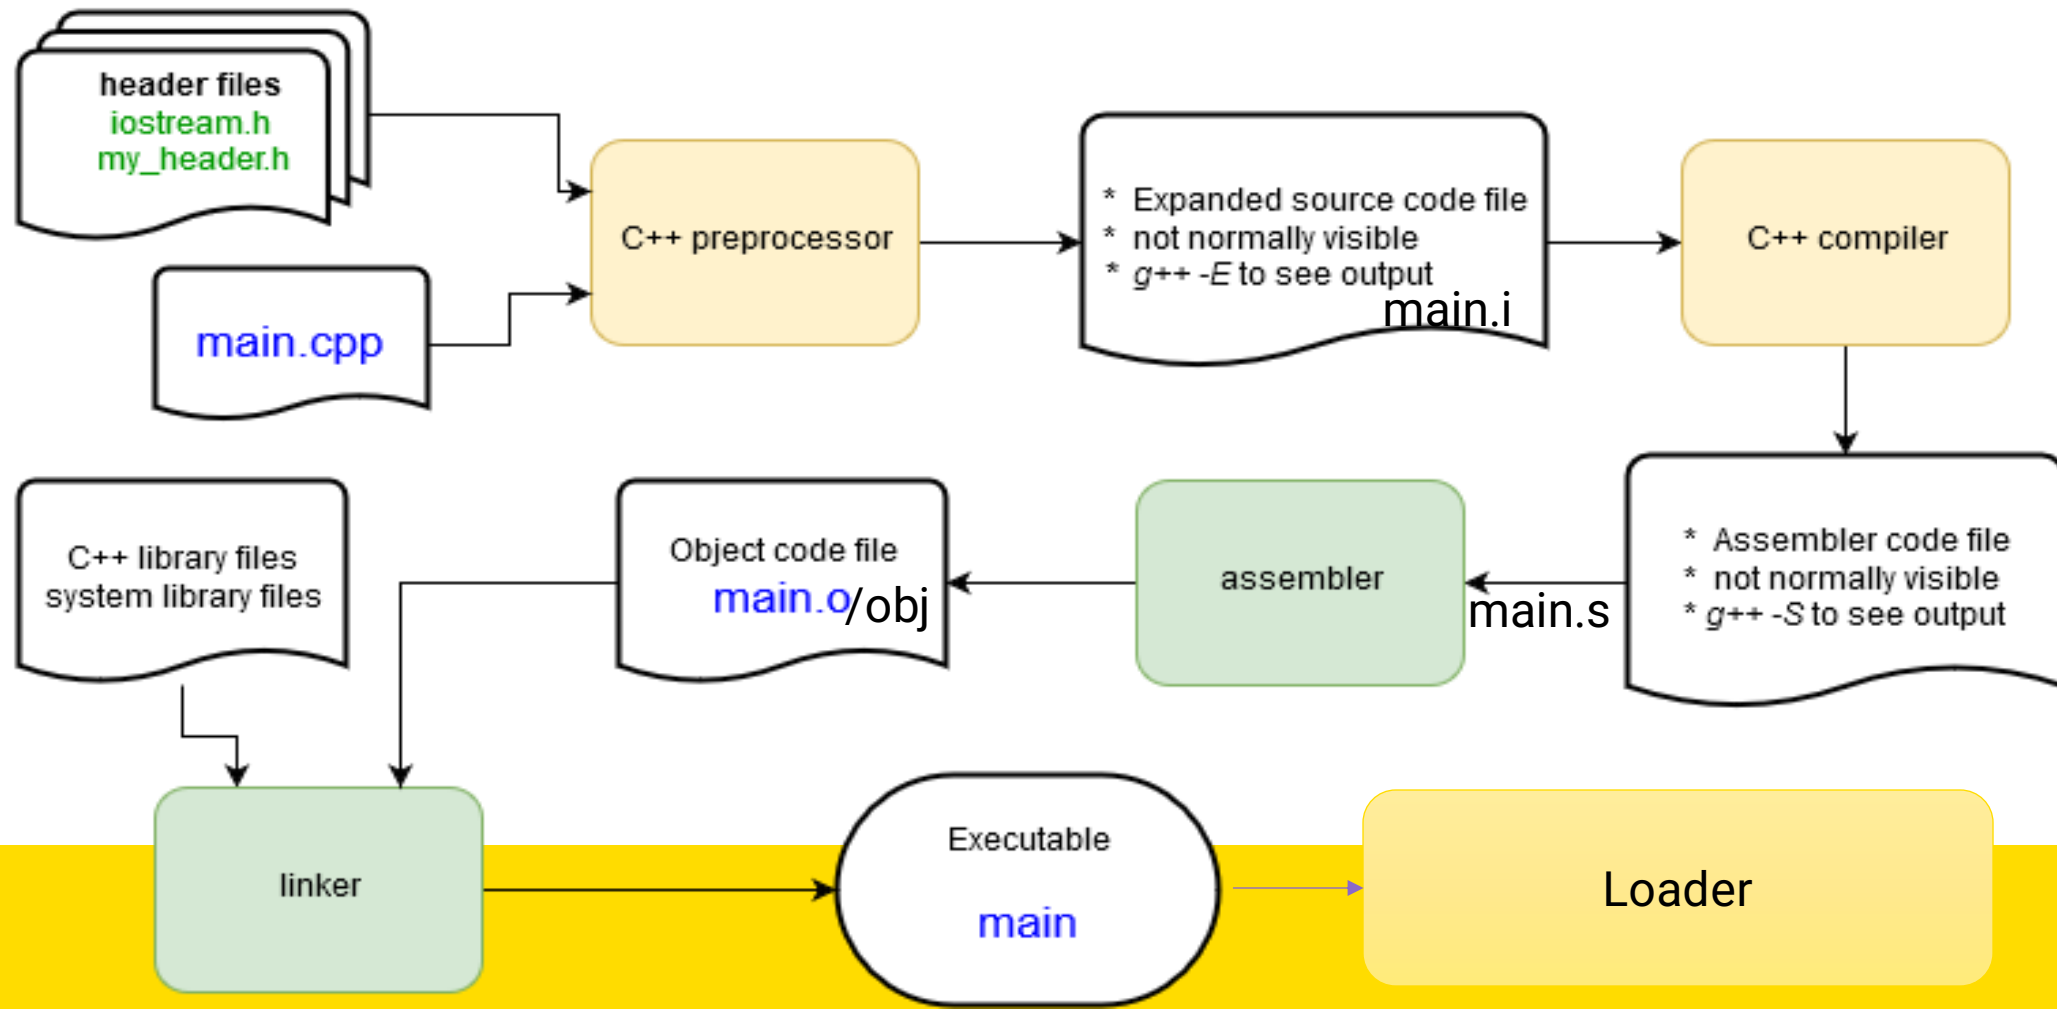 header files
iostream.h
my_header.h
main.cpp
C++ preprocessor
* Expanded source code file
* not normally visible
* g++ -E to see output
main.i
C++ compiler
* Assembler code file
* not normally visible
* g++ -S to see output
main.s
assembler
Object code file
main.o/obj
C++ library files
system library files
linker
Executable
main
Loader